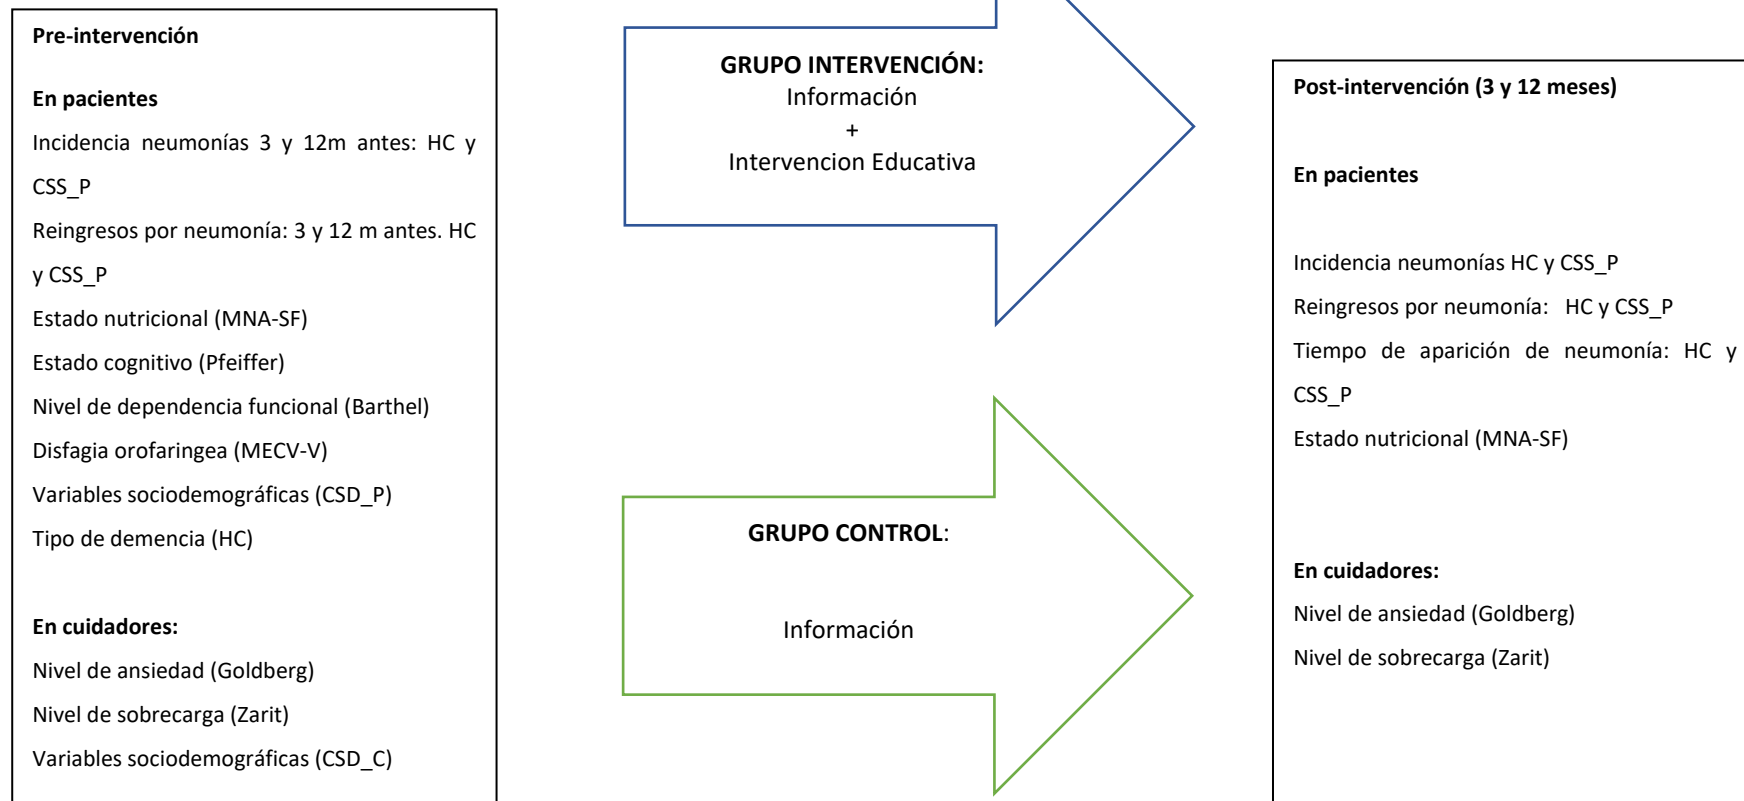 Pre-intervención
En pacientes
Incidencia neumonías 3 y 12m antes: HC y
CSS_P
Reingresos por neumonía: 3 y 12 m antes. HC
y CSS_P
Estado nutricional (MNA-SF)
Estado cognitivo (Pfeiffer)
Nivel de dependencia funcional (Barthel)
Disfagia orofaringea (MECV-V)
Variables sociodemográficas (CSD_P)
Tipo de demencia (HC)
En cuidadores:
Nivel de ansiedad (Goldberg)
Nivel de sobrecarga (Zarit)
Variables sociodemográficas (CSD_C)
GRUPO INTERVENCIÓN:
Información
+
Intervencion Educativa
GRUPO CONTROL:
Información
Post-intervención (3 y 12 meses)
En pacientes
Incidencia neumonías HC y CSS_P
Reingresos por neumonía: HC y CSS_P
Tiempo de aparición de neumonía: HC y
CSS_P
Estado nutricional (MNA-SF)
En cuidadores:
Nivel de ansiedad (Goldberg)
Nivel de sobrecarga (Zarit)